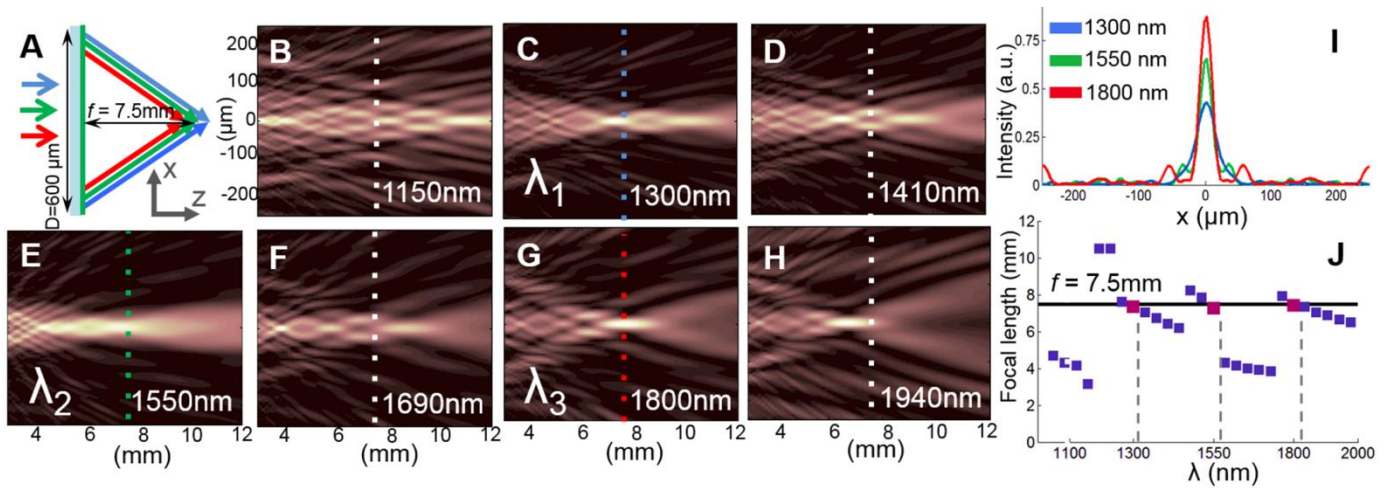 A
D=600 µm
f = 7.5mm
X
Z
B
200
100
0
-100
-200
(µm)
1150nm
C
λ1
1300nm
D
1410nm
E
λ2
1550nm
4 6 8 10 12
(mm)
F
1690nm
4 6 8 10 12
(mm)
G
λ3
1800nm
4 6 8 10 12
(mm)
H
1940nm
4 6 8 10 12
(mm)
I
1300 nm
1550 nm
1800 nm
Intensity (a.u.)
0.75
0.5
0.25
0
-200 -100 0 100 200
x (µm)
J
f = 7.5mm
Focal length (mm)
12
10
8
6
4
2
0
1100 1300 1550 1800 2000
λ (nm)